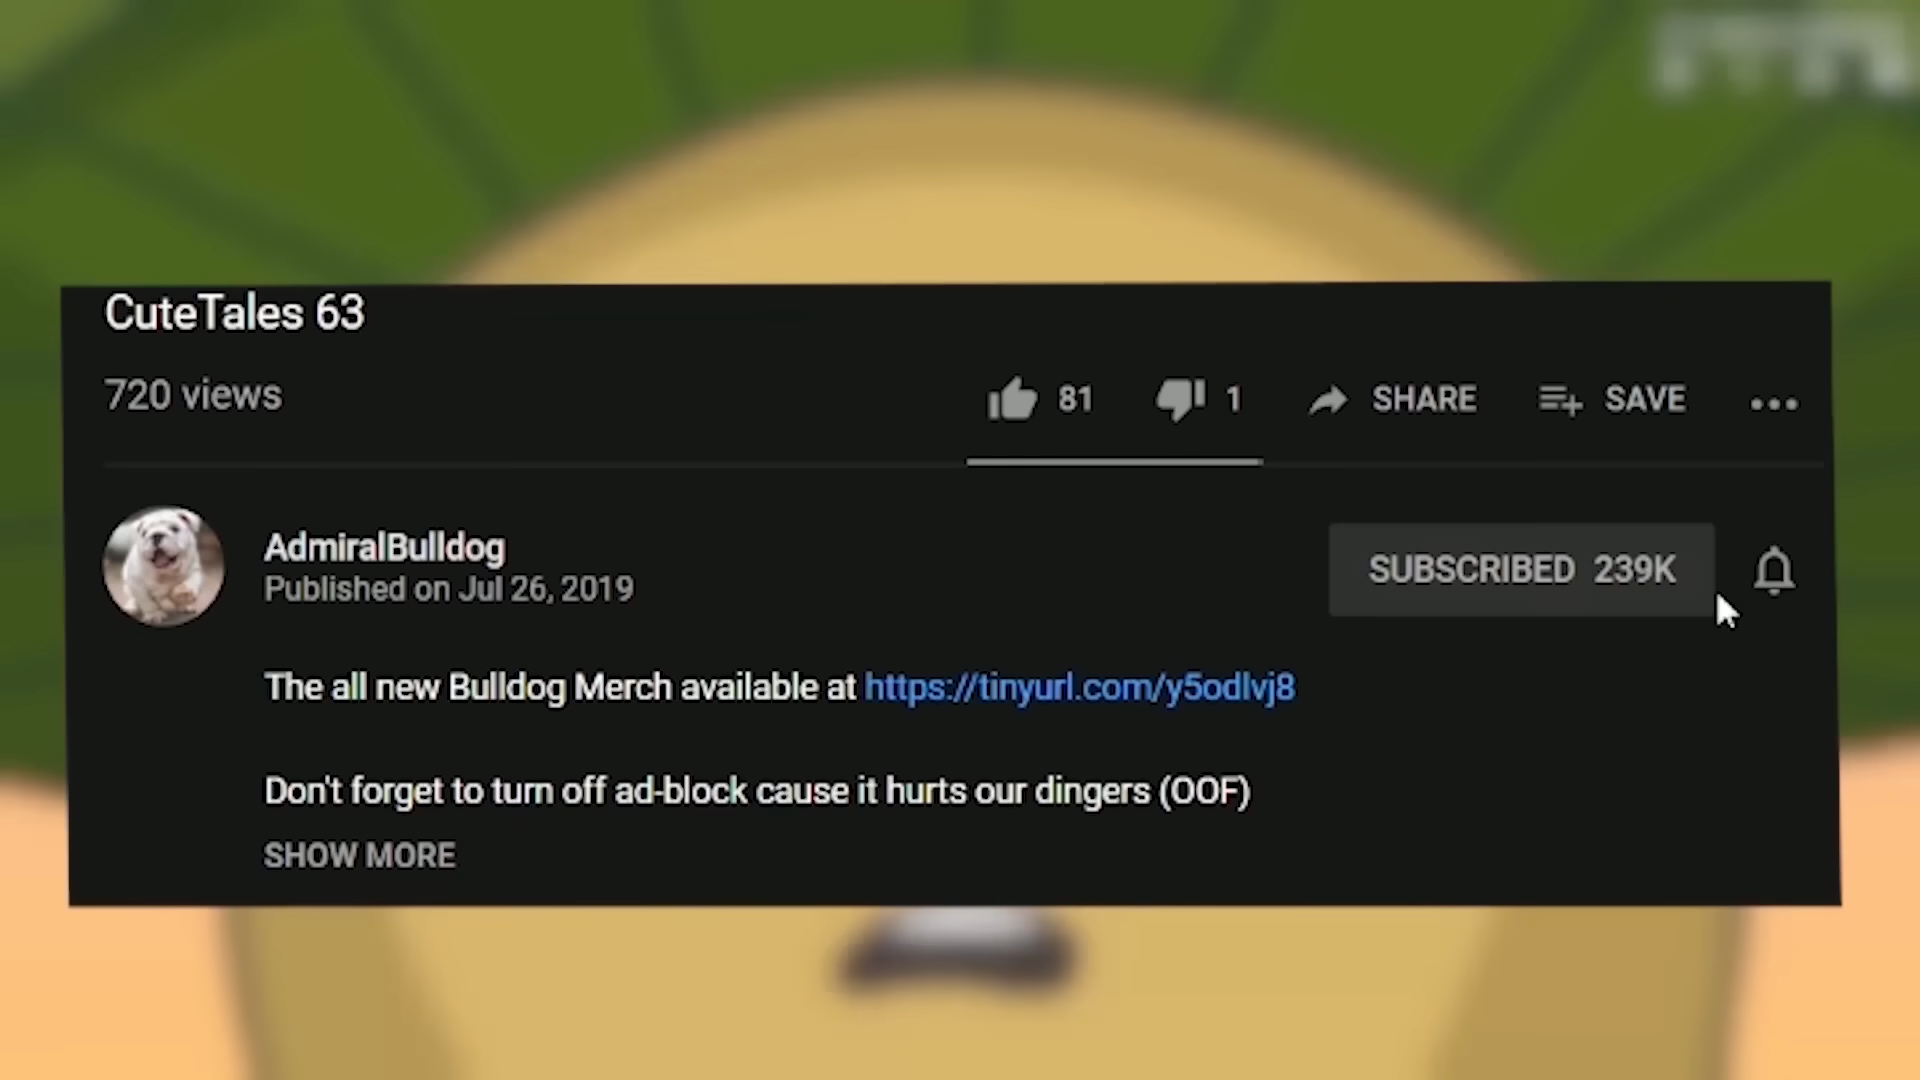 CuteTales 63
720 views
81 1 SHARE SAVE
AdmiralBulldog
Published on Jul 26, 2019
SUBSCRIBED 239K
The all new Bulldog Merch available at https://tinyurl.com/y5odlvj8
Don't forget to turn off ad-block cause it hurts our dingers (OOF)
SHOW MORE